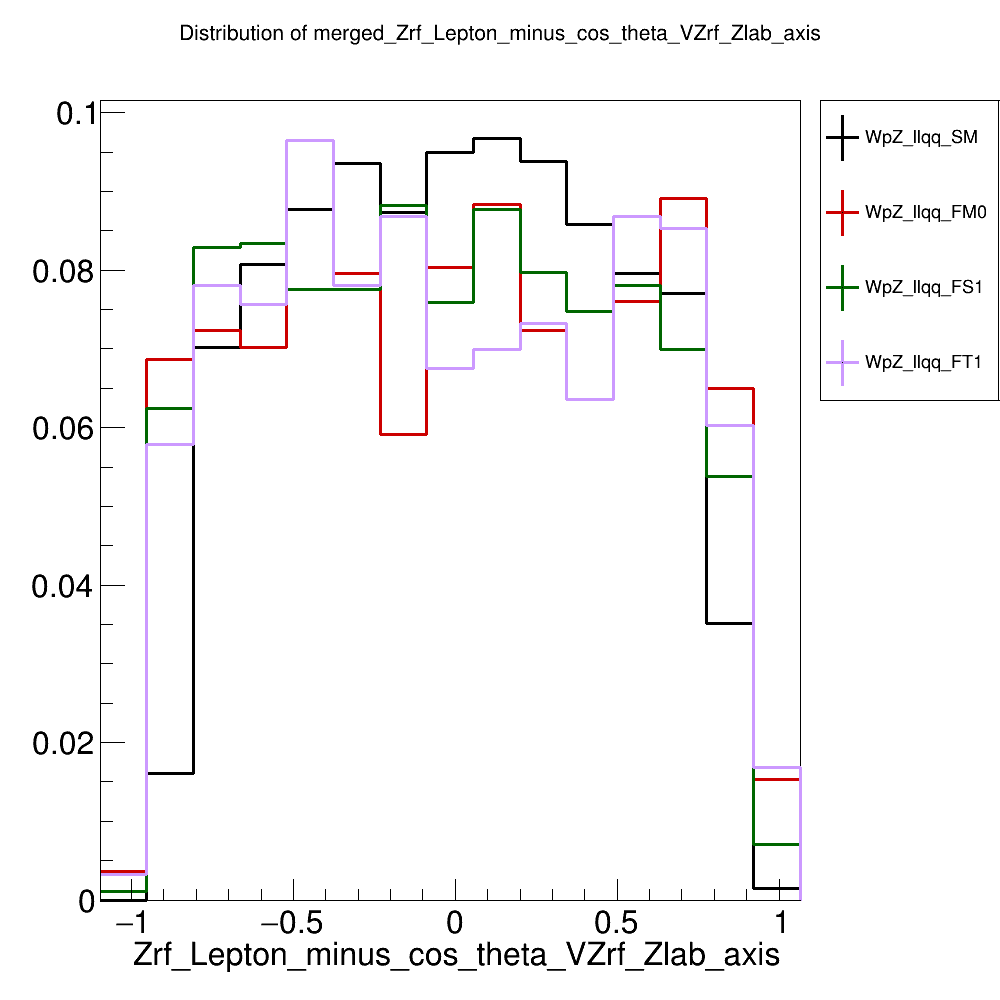 Distribution of merged_Zrf_Lepton_minus_cos_theta_VZrf_Zlab_axis
0.1
0.08
0.06
0.04
0.02
0
−1 −0.5 0 0.5 1
Zrf_Lepton_minus_cos_theta_VZrf_Zlab_axis
WpZ_llqq_SM
WpZ_llqq_FM0
WpZ_llqq_FS1
WpZ_llqq_FT1